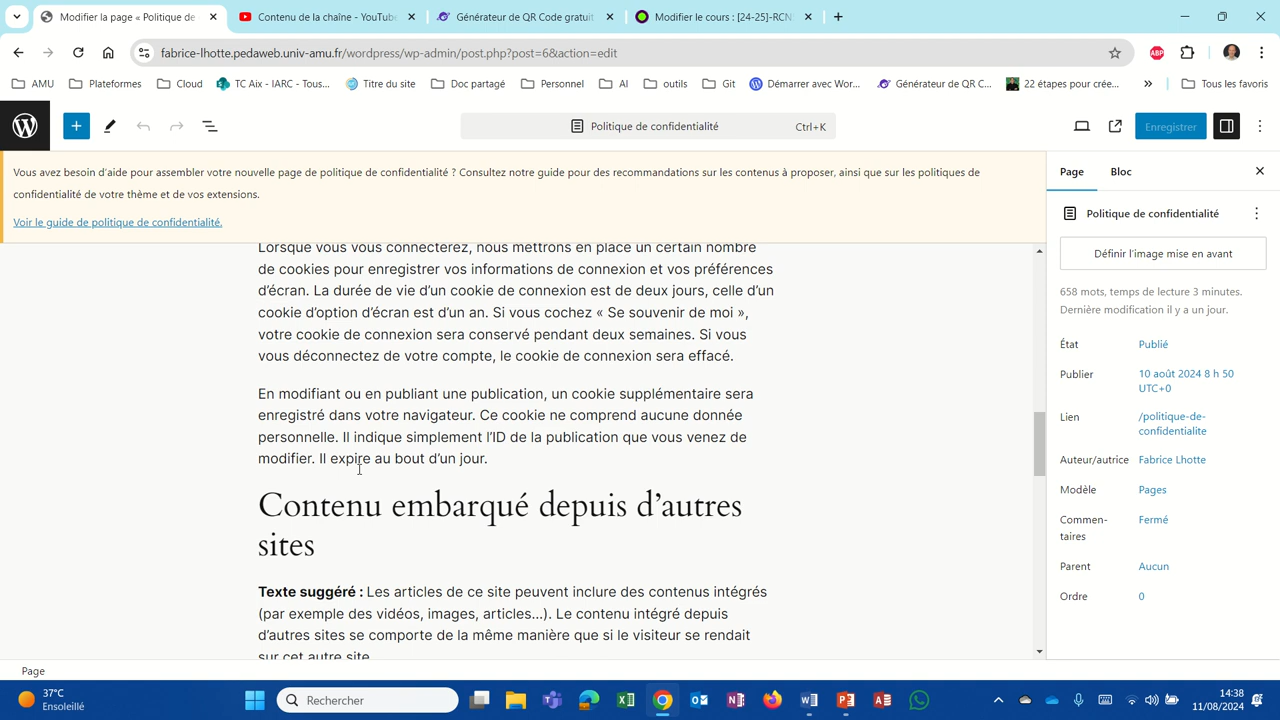 Modifier la page « Politique de
Contenu de la chaîne - YouTube
Générateur de QR Code gratuit
Modifier le cours : [24-25]-RCN
fabrice-lhotte.pedaweb.univ-amu.fr/wordpress/wp-admin/post.php?post=6&action=edit
ABP
AMU
Plateformes
Cloud
TC Aix - IARC - Tous...
Titre du site
Doc partagé
Personnel
AI
outils
Git
Démarrer avec Wor...
Générateur de QR C...
22 étapes pour crée...
»
Tous les favoris
Politique de confidentialité
Ctrl+K
Enregistrer
Vous avez besoin d'aide pour assembler votre nouvelle page de politique de confidentialité ? Consultez notre guide pour des recommandations sur les contenus à proposer, ainsi que sur les politiques de
confidentialité de votre thème et de vos extensions.
Voir le guide de politique de confidentialité.
Lorsque vous vous connecterez, nous mettrons en place un certain nombre
de cookies pour enregistrer vos informations de connexion et vos préférences
d'écran. La durée de vie d'un cookie de connexion est de deux jours, celle d'un
cookie d'option d'écran est d'un an. Si vous cochez « Se souvenir de moi »,
votre cookie de connexion sera conservé pendant deux semaines. Si vous
vous déconnectez de votre compte, le cookie de connexion sera effacé.
En modifiant ou en publiant une publication, un cookie supplémentaire sera
enregistré dans votre navigateur. Ce cookie ne comprend aucune donnée
personnelle. Il indique simplement l'ID de la publication que vous venez de
modifier. Il expire au bout d'un jour.
Contenu embarqué depuis d'autres
sites
Texte suggéré : Les articles de ce site peuvent inclure des contenus intégrés
(par exemple des vidéos, images, articles...). Le contenu intégré depuis
d'autres sites se comporte de la même manière que si le visiteur se rendait
sur cet autre site.
Page
Bloc
Politique de confidentialité
Définir l'image mise en avant
658 mots, temps de lecture 3 minutes.
Dernière modification il y a un jour.
État
Publié
Publier
10 août 2024 8 h 50
UTC+0
Lien
/politique-de-
confidentialite
Auteur/autrice
Fabrice Lhotte
Modèle
Pages
Commen-
taires
Fermé
Parent
Aucun
Ordre
0
Page
37°C
Ensoleillé
Rechercher
14:38
11/08/2024